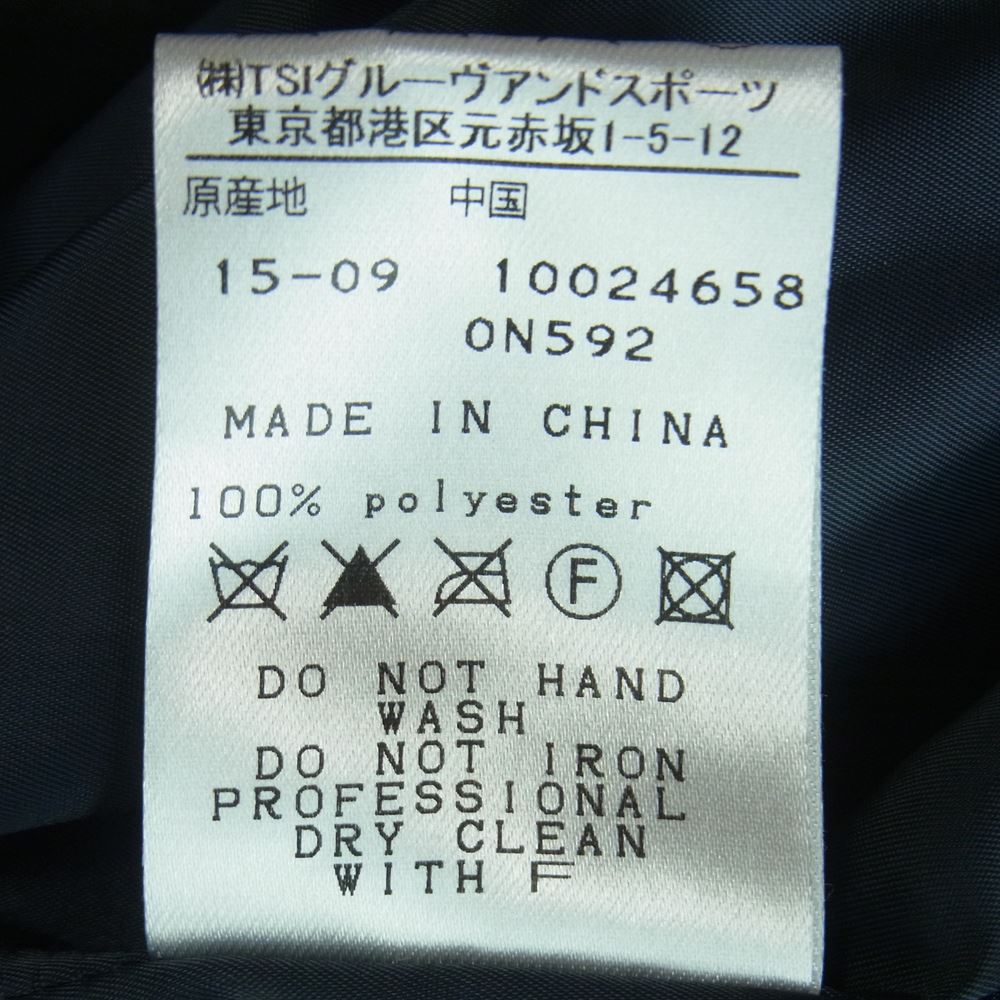 ㈱TSIグルーヴアンドスポーツ
東京都港区元赤坂1-5-12
原産地 中国
15-09 10024658
0N592
MADE IN CHINA
100% polyester
F
DO NOT HAND
WASH
DO NOT IRON
PROFESSIONAL
DRY CLEAN
WITH F